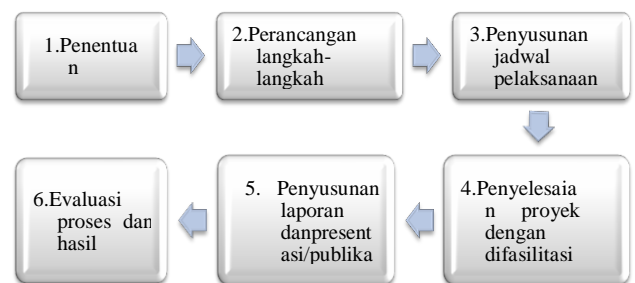 1.Penentua
n
2.Perancangan
langkah-
langkah
3.Penyusunan
jadwal
pelaksanaan
4.Penyelesaia
n proyek
dengan
difasilitasi
5. Penyusunan
laporan
danpresent
asi/publika
6.Evaluasi
proses dan
hasil